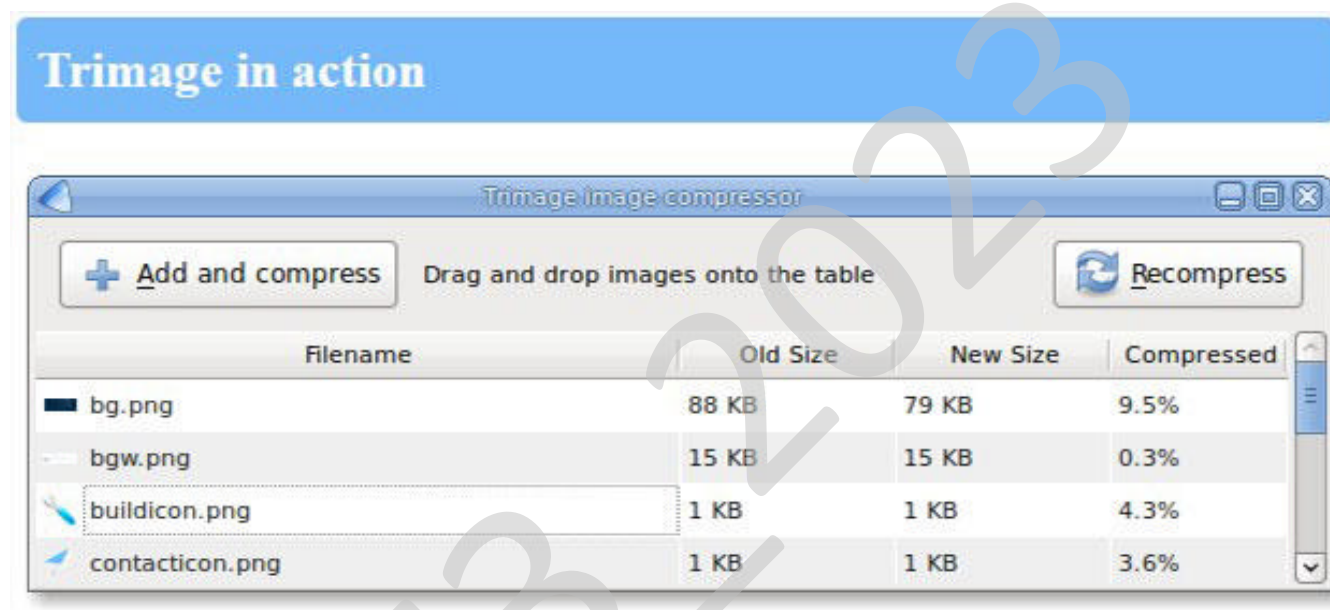 Trimage in action
Trimage image compressor
Add and compress Drag and drop images onto the table Recompress
Filename Old Size New Size Compressed
bg.png 88 KB 79 KB 9.5%
bgw.png 15 KB 15 KB 0.3%
buildicon.png 1 KB 1 KB 4.3%
contacticon.png 1 KB 1 KB 3.6%
3_2023